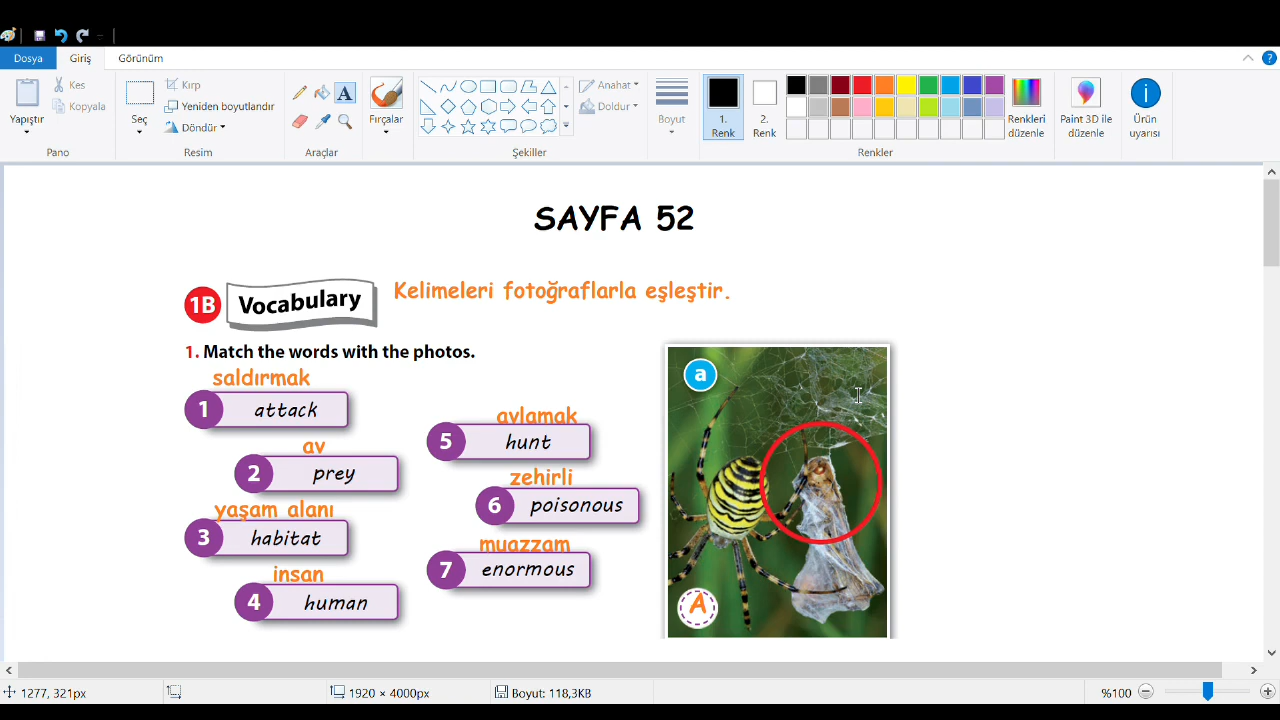 Dosya
Giriş
Görünüm
Yapıştır
Kes
Kopyala
Pano
Seç
Kırp
Yeniden boyutlandır
Döndür
Resim
A
Araçlar
Fırçalar
Şekiller
Anahat
Doldur
Boyut
1.
Renk
2.
Renk
Renkler
Renkleri
düzenle
Paint 3D ile
düzenle
Ürün
uyarısı
SAYFA 52
1B
Vocabulary
Kelimeleri fotoğraflarla eşleştir.
1. Match the words with the photos.
saldırmak
1 attack
av
2 prey
yaşam alanı
3 habitat
insan
4 human
avlamak
5 hunt
zehirli
6 poisonous
muazzam
7 enormous
a
A
1277, 321px
1920 × 4000px
Boyut: 118,3KB
%100